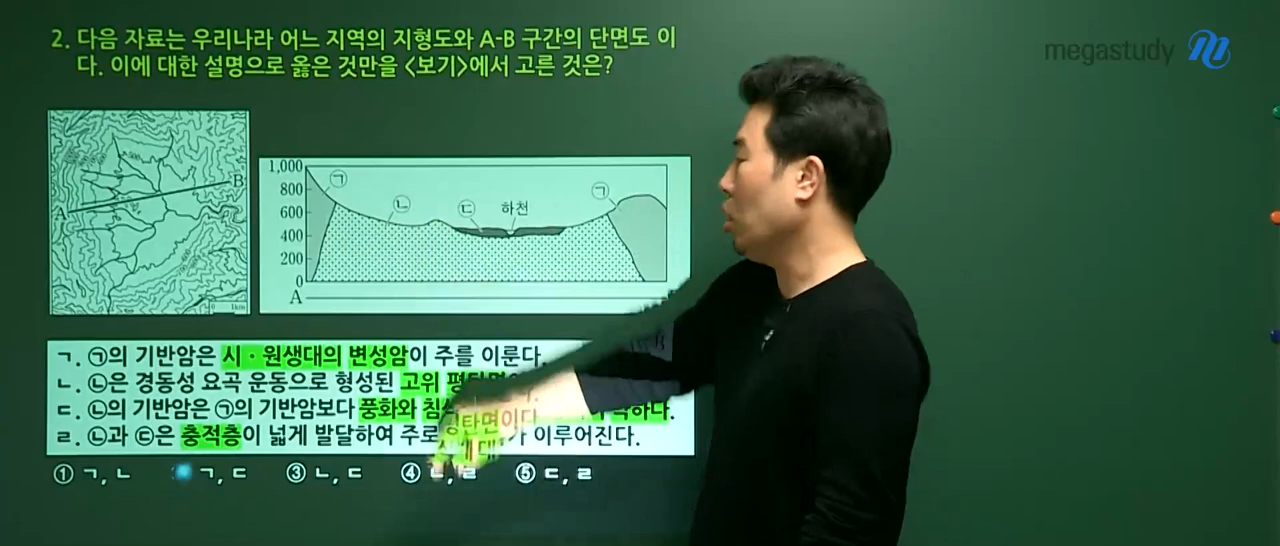 megastudy
2. 다음 자료는 우리나라 어느 지역의 지형도와 A-B 구간의 단면도 이
다. 이에 대한 설명으로 옳은 것만을 <보기>에서 고른 것은?
A B
1km
1,000
800
600
400
200
0
㉠ ㉡ ㉢ 하천 ㉠
A
ㄱ. ㉠의 기반암은 시·원생대의 변성암이 주를 이룬다.
ㄴ. ㉡은 경동성 요곡 운동으로 형성된 고위
ㄷ. ㉡의 기반암은 ㉠의 기반암보다 풍화와 침 약하다.
ㄹ. ㉡과 ㉢은 충적층이 넓게 발달하여 주로 가 이루어진다.
① ㄱ, ㄴ ㄱ, ㄷ ③ ㄴ, ㄷ ④ ㄴ, ㄹ ⑤ ㄷ, ㄹ